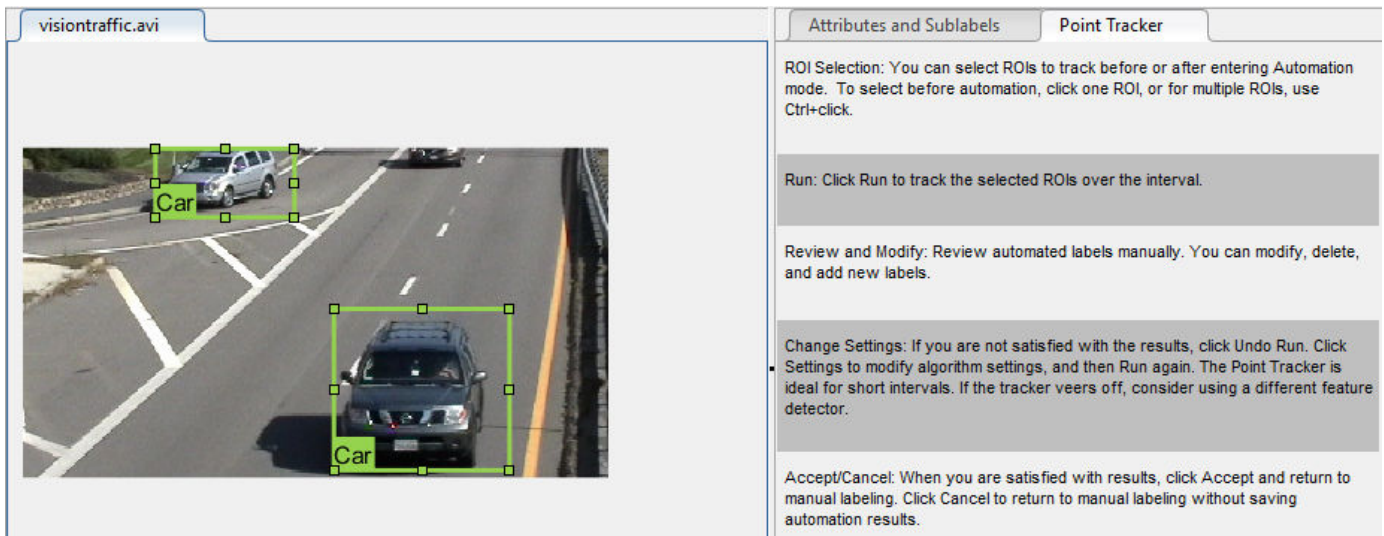 visiontraffic.avi
Car
Car
Attributes and Sublabels
Point Tracker
ROI Selection: You can select ROIs to track before or after entering Automation
mode. To select before automation, click one ROI, or for multiple ROIs, use
Ctrl+click.
Run: Click Run to track the selected ROIs over the interval.
Review and Modify: Review automated labels manually. You can modify, delete,
and add new labels.
Change Settings: If you are not satisfied with the results, click Undo Run. Click
Settings to modify algorithm settings, and then Run again. The Point Tracker is
ideal for short intervals. If the tracker veers off, consider using a different feature
detector.
Accept/Cancel: When you are satisfied with results, click Accept and return to
manual labeling. Click Cancel to return to manual labeling without saving
automation results.